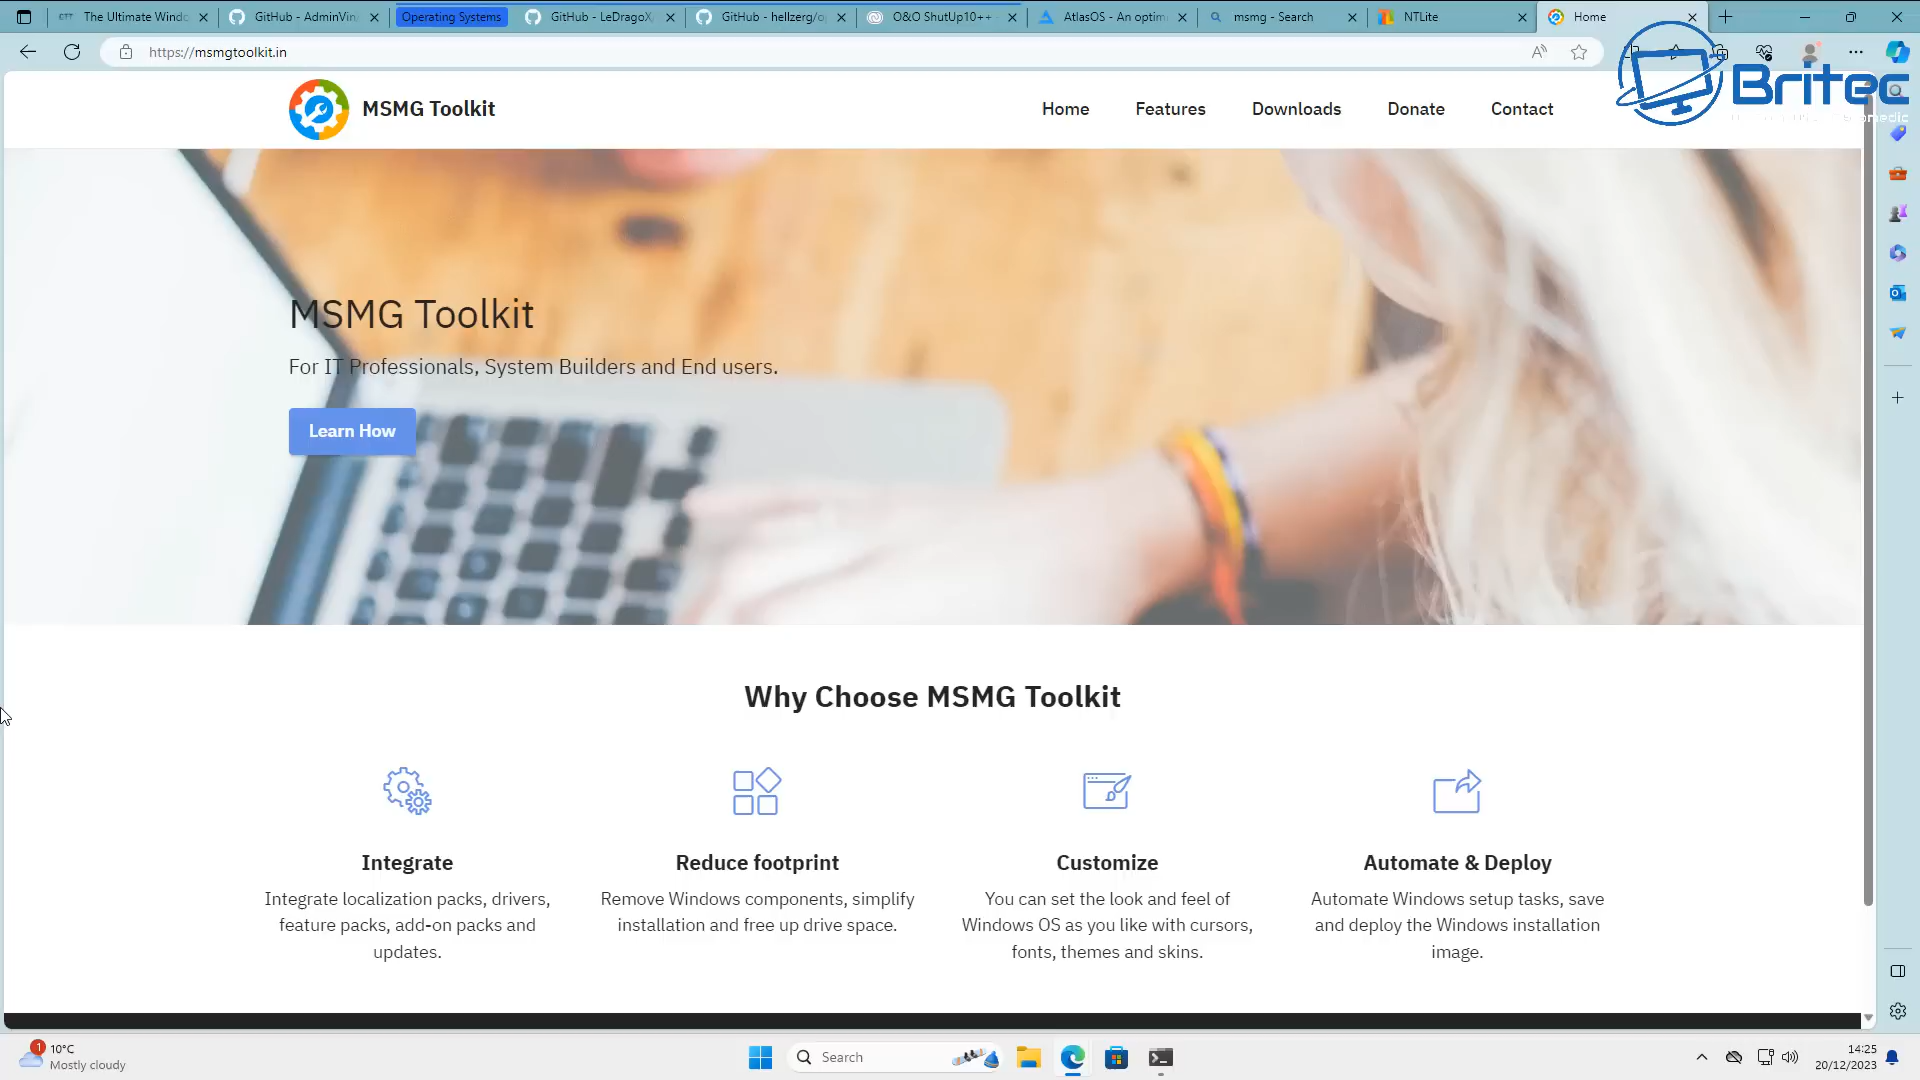 The Ultimate Windo
GitHub - AdminVin/
Operating Systems
GitHub - LeDragoX/
GitHub - hellzerg/op
O&O ShutUp10++ -
AtlasOS - An optim
msmg - Search
NTLite
Home
https://msmgtoolkit.in
Britec
MSMG Toolkit
Home
Features
Downloads
Donate
Contact
MSMG Toolkit
For IT Professionals, System Builders and End users.
Learn How
Why Choose MSMG Toolkit
Integrate
Integrate localization packs, drivers,
feature packs, add-on packs and
updates.
Reduce footprint
Remove Windows components, simplify
installation and free up drive space.
Customize
You can set the look and feel of
Windows OS as you like with cursors,
fonts, themes and skins.
Automate & Deploy
Automate Windows setup tasks, save
and deploy the Windows installation
image.
1
10°C
Mostly cloudy
Search
14:25
20/12/2023